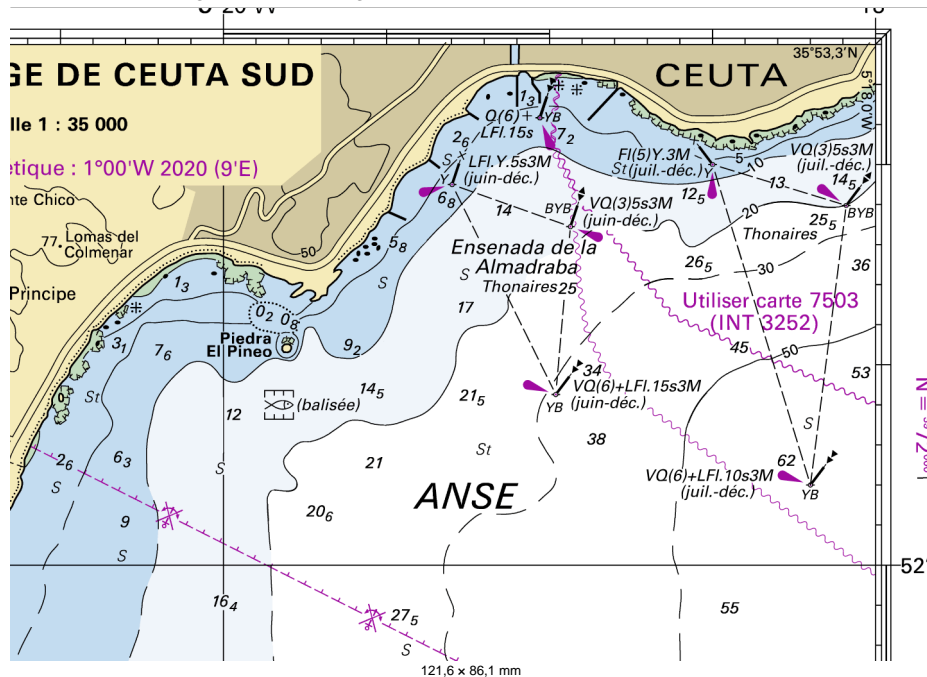 20'W
18
35°53,3'N
5°18,0'W
GE DE CEUTA SUD
CEUTA
lle 1 : 35 000
étique : 1°00'W 2020 (9'E)
Q(6)+
LFl.15s
YB
1₃
7₂
2₆
S
LFl.Y.5s3M
(juin-déc.)
Y
6₈
Fl(5)Y.3M
St (juil.-déc.)
Y
12₅
5
10
VQ(3)5s3M
(juil.-déc.)
13
14₅
BYB
25₅
20
Thonaires
36
14
BYB
VQ(3)5s3M
(juin-déc.)
nte Chico
77
Lomas del
Colmenar
50
5₈
Ensenada de la
Almadraba
Thonaires
25
26₅
30
S
S
17
Principe
1₃
0₂ 0₈
Piedra
El Pineo
3₁
7₆
9₂
Utiliser carte 7503
(INT 3252)
45
50
53
34
VQ(6)+LFl.15s3M
(juin-déc.)
YB
0₇
St
12
(balisée)
14₅
21₅
38
S
2₆
6₃
S
S
21
St
62
VQ(6)+LFl.10s3M
(juil.-déc.)
YB
9
S
20₆
ANSE
52°
16₄
27₅
S
55
121,6 × 86,1 mm